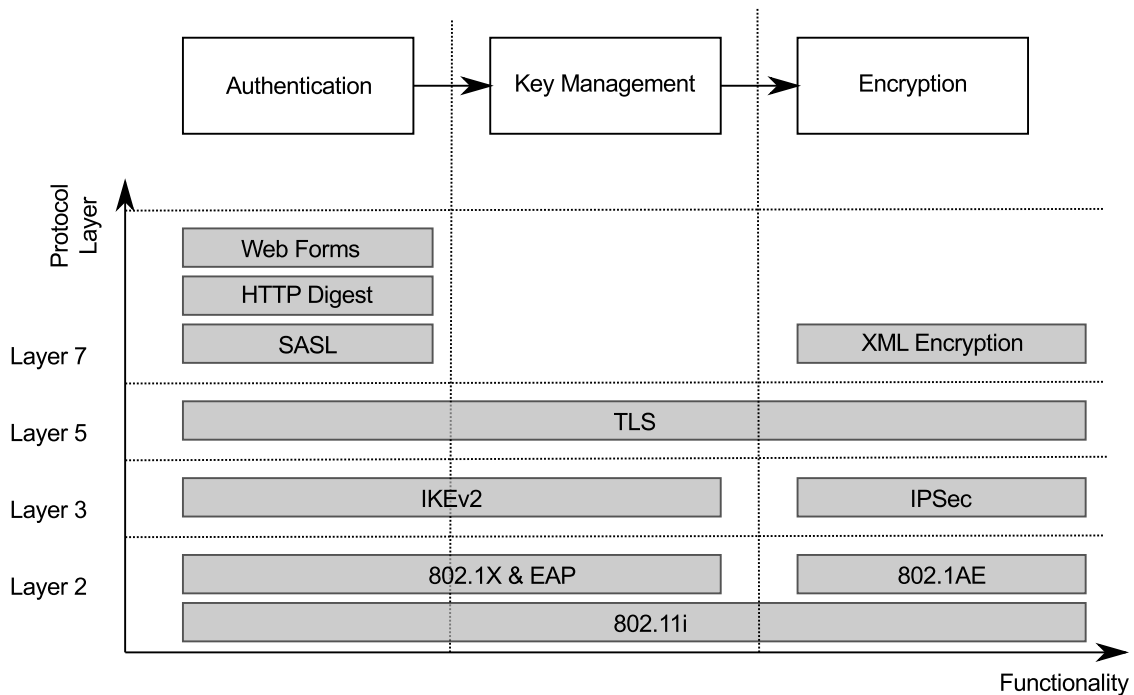 Authentication
Key Management
Encryption
Protocol
Layer
Web Forms
HTTP Digest
SASL
XML Encryption
Layer 7
TLS
Layer 5
IKEv2
IPSec
Layer 3
802.1X & EAP
802.1AE
Layer 2
802.11i
Functionality